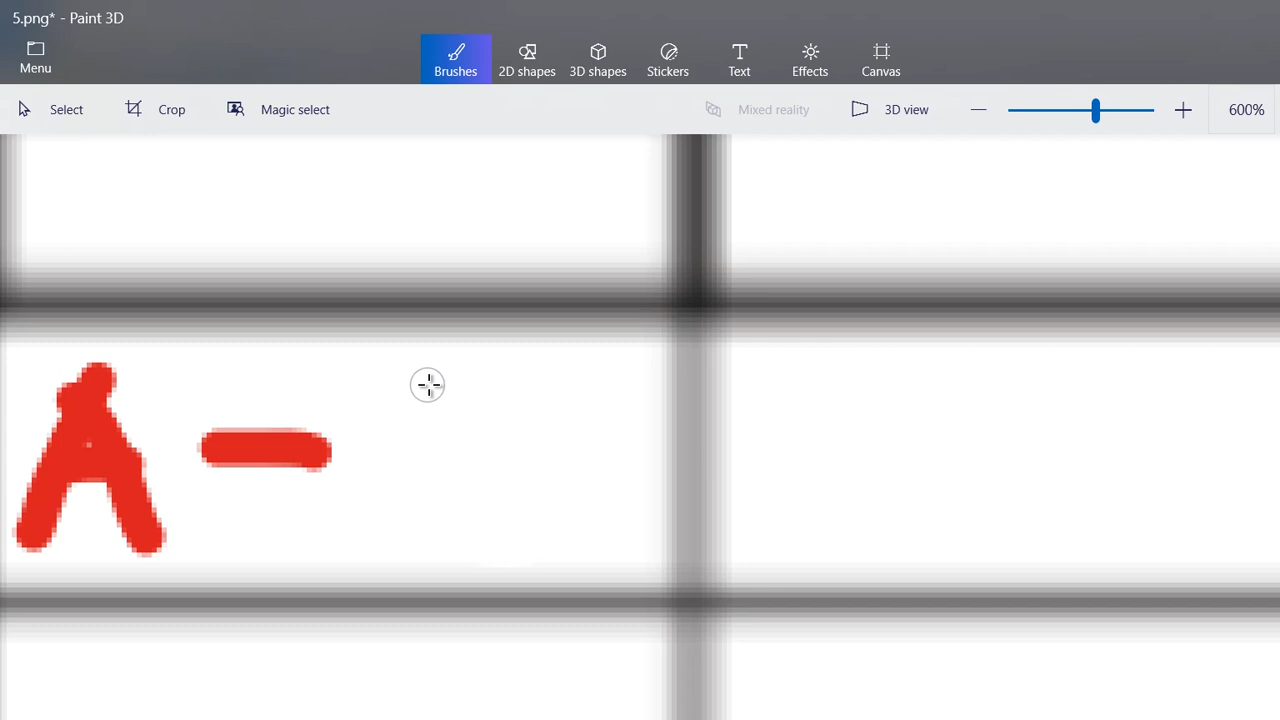 5.png* - Paint 3D
Menu
Brushes
2D shapes
3D shapes
Stickers
Text
Effects
Canvas
Select
Crop
Magic select
Mixed reality
3D view
600%
A -